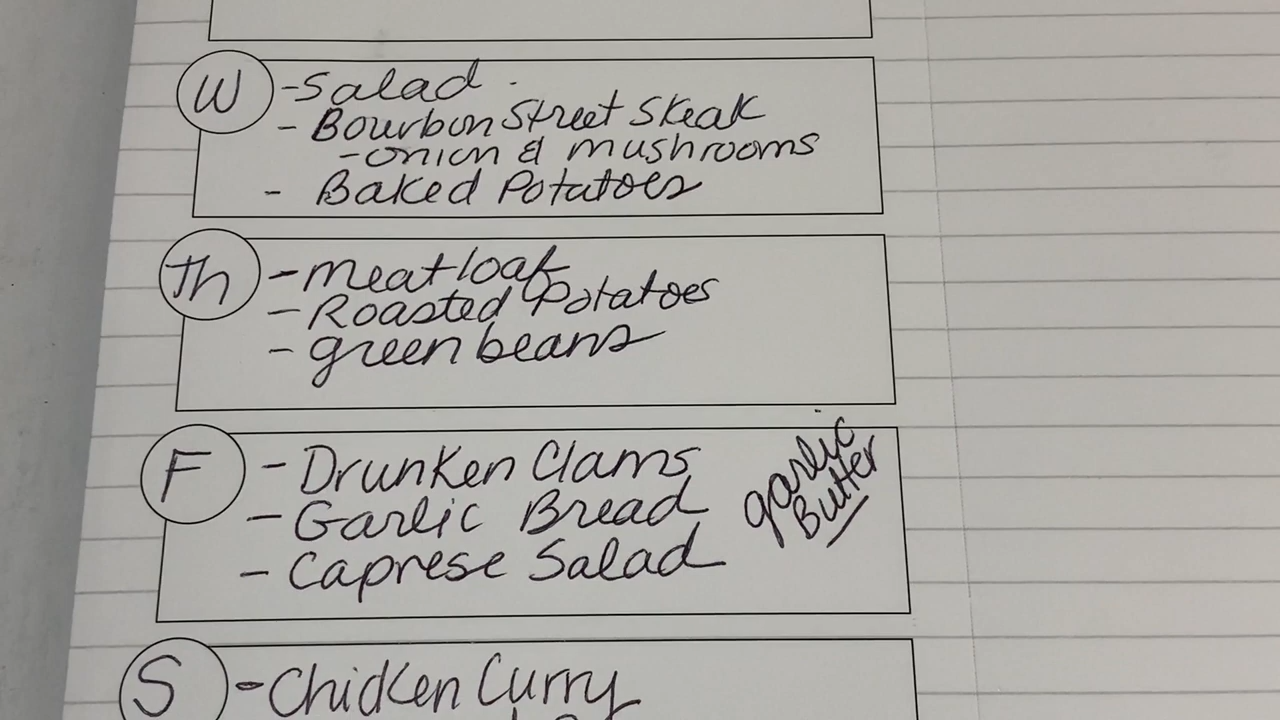 W
- Salad
- Bourbon Street Steak
- onion & mushrooms
- Baked Potatoes
Th
- meatloaf
- Roasted Potatoes
- green beans
F
- Drunken Clams
- Garlic Bread
- Caprese Salad
garlic
Butter
S
- Chicken Curry